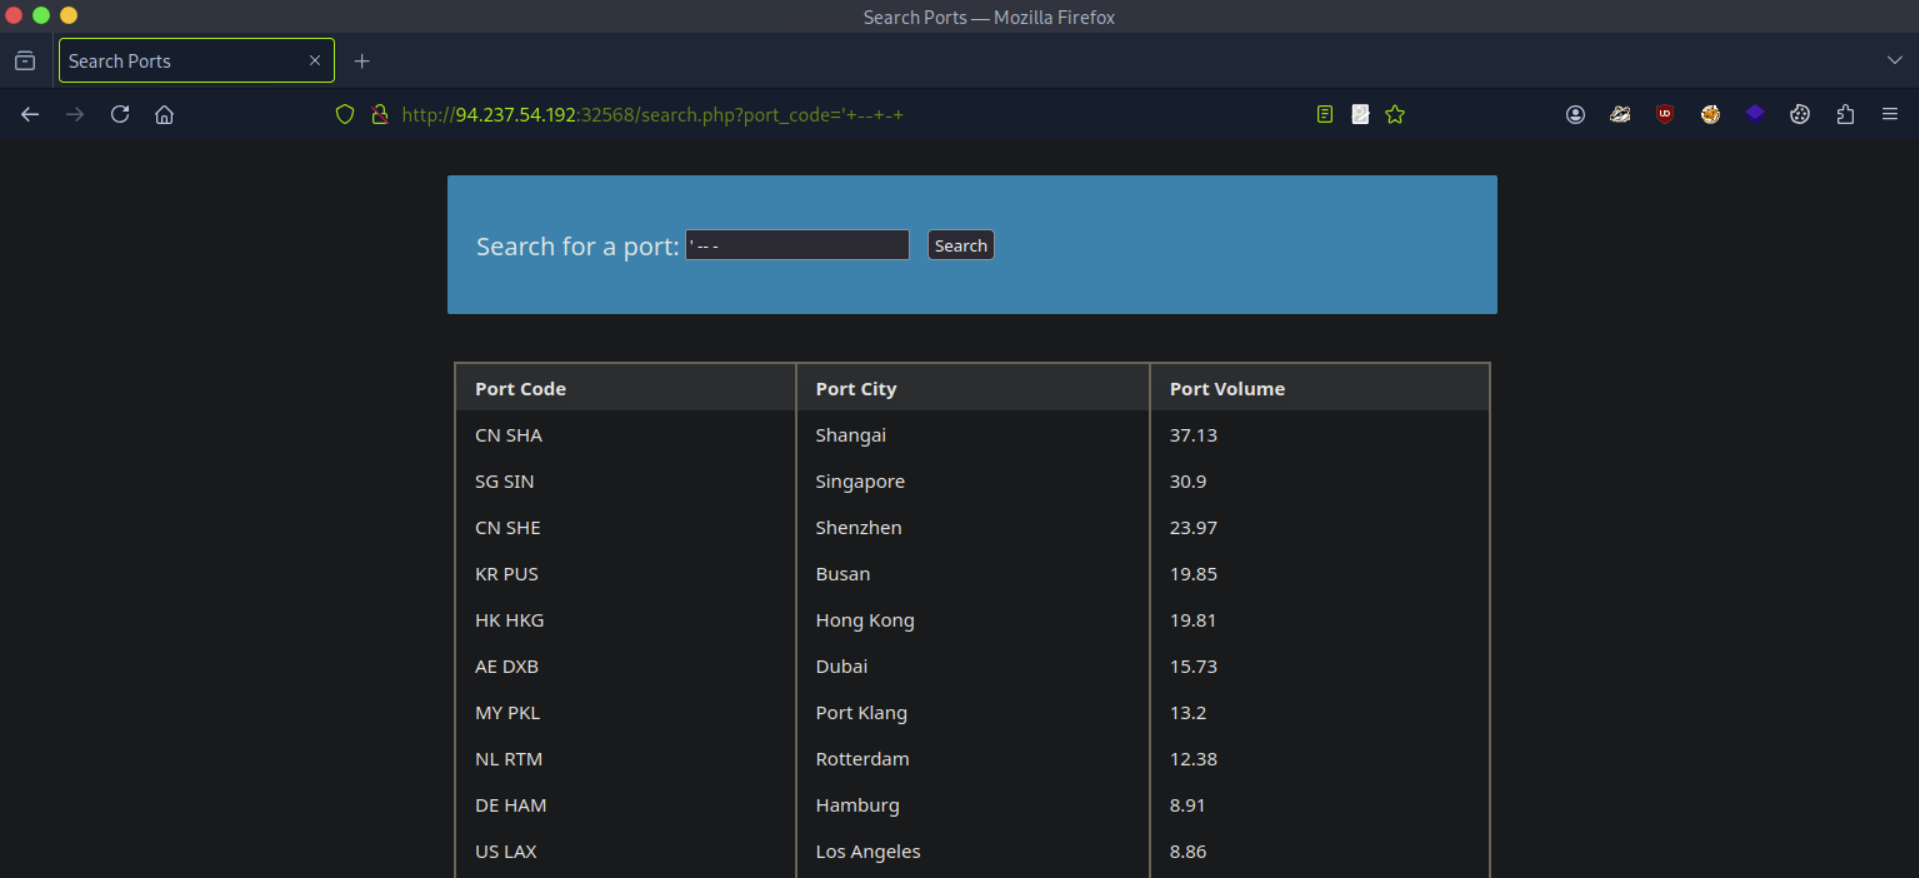 Search Ports — Mozilla Firefox
Search Ports
http://94.237.54.192:32568/search.php?port_code='+--+-+
Search for a port: ' -- - Search
Port Code Port City Port Volume
CN SHA Shangai 37.13
SG SIN Singapore 30.9
CN SHE Shenzhen 23.97
KR PUS Busan 19.85
HK HKG Hong Kong 19.81
AE DXB Dubai 15.73
MY PKL Port Klang 13.2
NL RTM Rotterdam 12.38
DE HAM Hamburg 8.91
US LAX Los Angeles 8.86